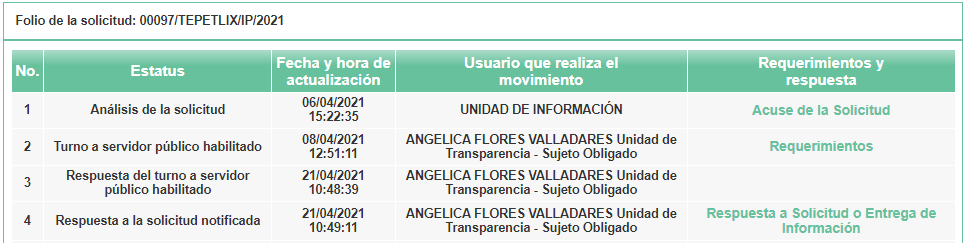 Folio de la solicitud: 00097/TEPETLIX/IP/2021
No. Estatus Fecha y hora de actualización Usuario que realiza el movimiento Requerimientos y respuesta
1 Análisis de la solicitud 06/04/2021 15:22:35 UNIDAD DE INFORMACIÓN Acuse de la Solicitud
2 Turno a servidor público habilitado 08/04/2021 12:51:11 ANGELICA FLORES VALLADARES Unidad de Transparencia - Sujeto Obligado Requerimientos
3 Respuesta del turno a servidor público habilitado 21/04/2021 10:48:39 ANGELICA FLORES VALLADARES Unidad de Transparencia - Sujeto Obligado
4 Respuesta a la solicitud notificada 21/04/2021 10:49:11 ANGELICA FLORES VALLADARES Unidad de Transparencia - Sujeto Obligado Respuesta a Solicitud o Entrega de Información